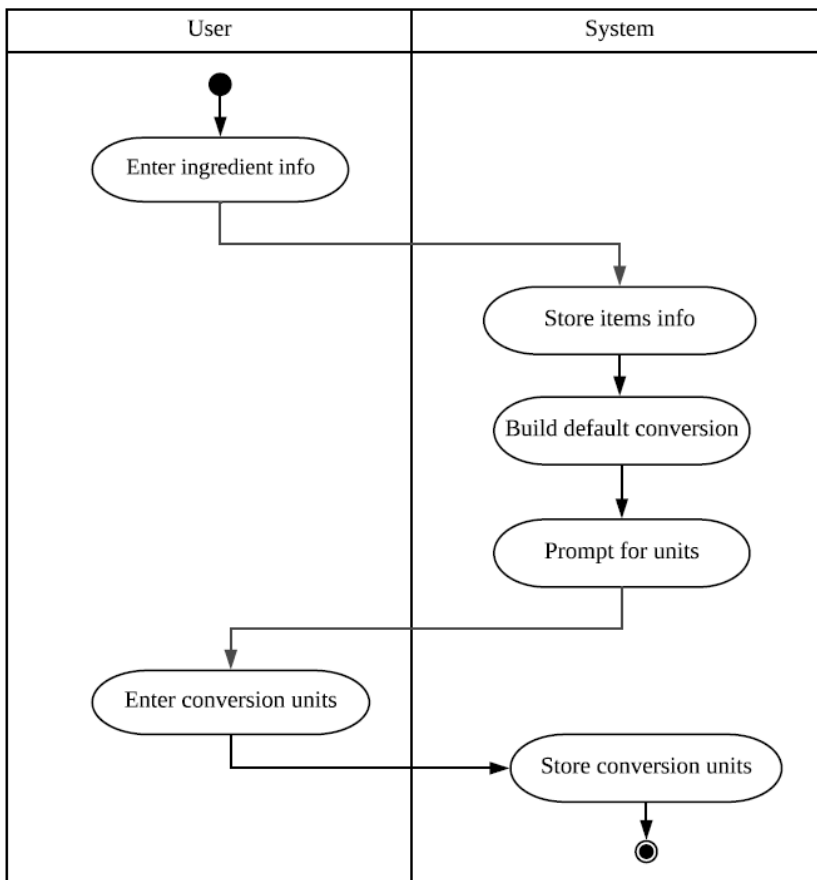 User
System
Enter ingredient info
Store items info
Build default conversion
Prompt for units
Enter conversion units
Store conversion units